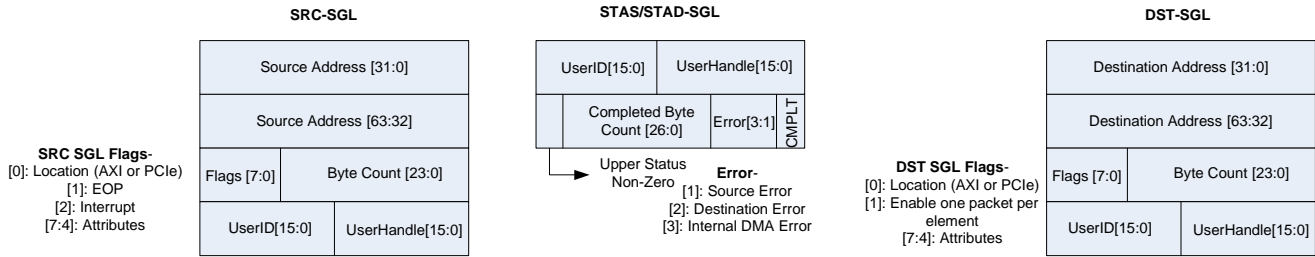 SRC-SGL
Source Address [31:0]
Source Address [63:32]
Flags [7:0]
Byte Count [23:0]
UserID[15:0]
UserHandle[15:0]
SRC SGL Flags-
[0]: Location (AXI or PCIe)
[1]: EOP
[2]: Interrupt
[7:4]: Attributes
STAS/STAD-SGL
UserID[15:0]
UserHandle[15:0]
Completed Byte
Count [26:0]
Error[3:1]
CMPLT
Upper Status
Non-Zero
Error-
[1]: Source Error
[2]: Destination Error
[3]: Internal DMA Error
DST-SGL
Destination Address [31:0]
Destination Address [63:32]
Flags [7:0]
Byte Count [23:0]
UserID[15:0]
UserHandle[15:0]
DST SGL Flags-
[0]: Location (AXI or PCIe)
[1]: Enable one packet per
element
[7:4]: Attributes